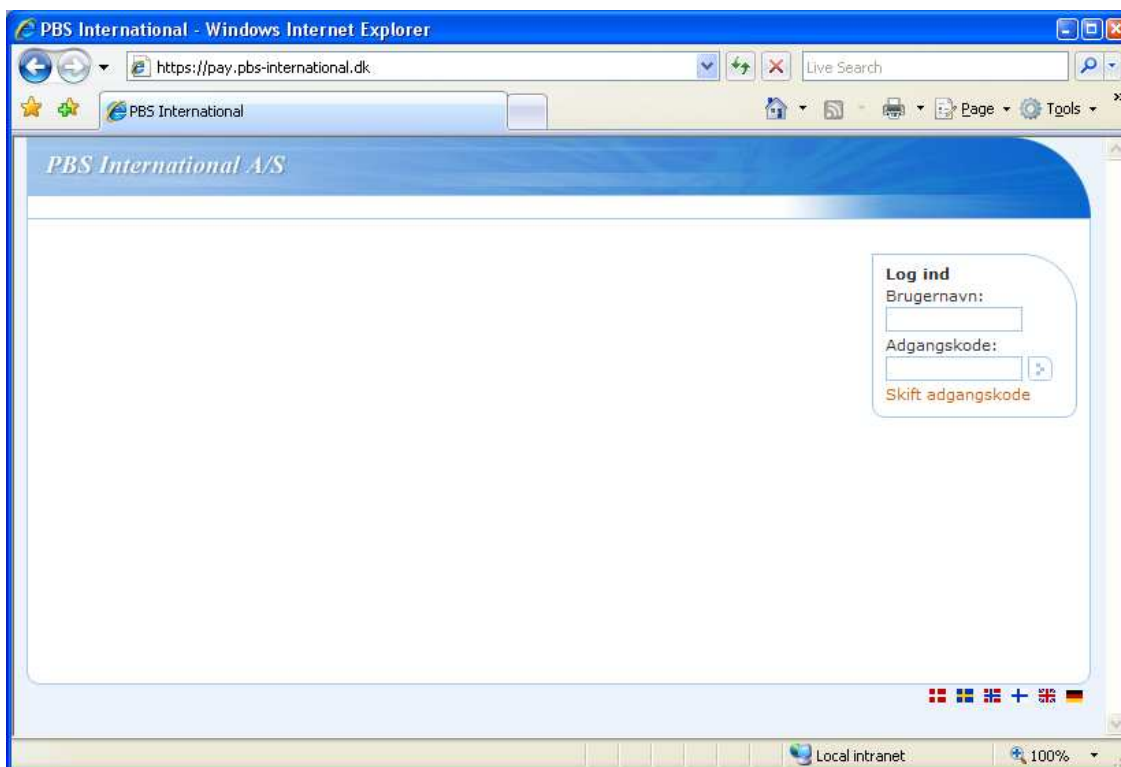 PBS International - Windows Internet Explorer
https://pay.pbs-international.dk
Live Search
PBS International
Page
Tools
PBS International A/S
Log ind
Brugernavn:
Adgangskode:
Skift adgangskode
Local intranet
100%